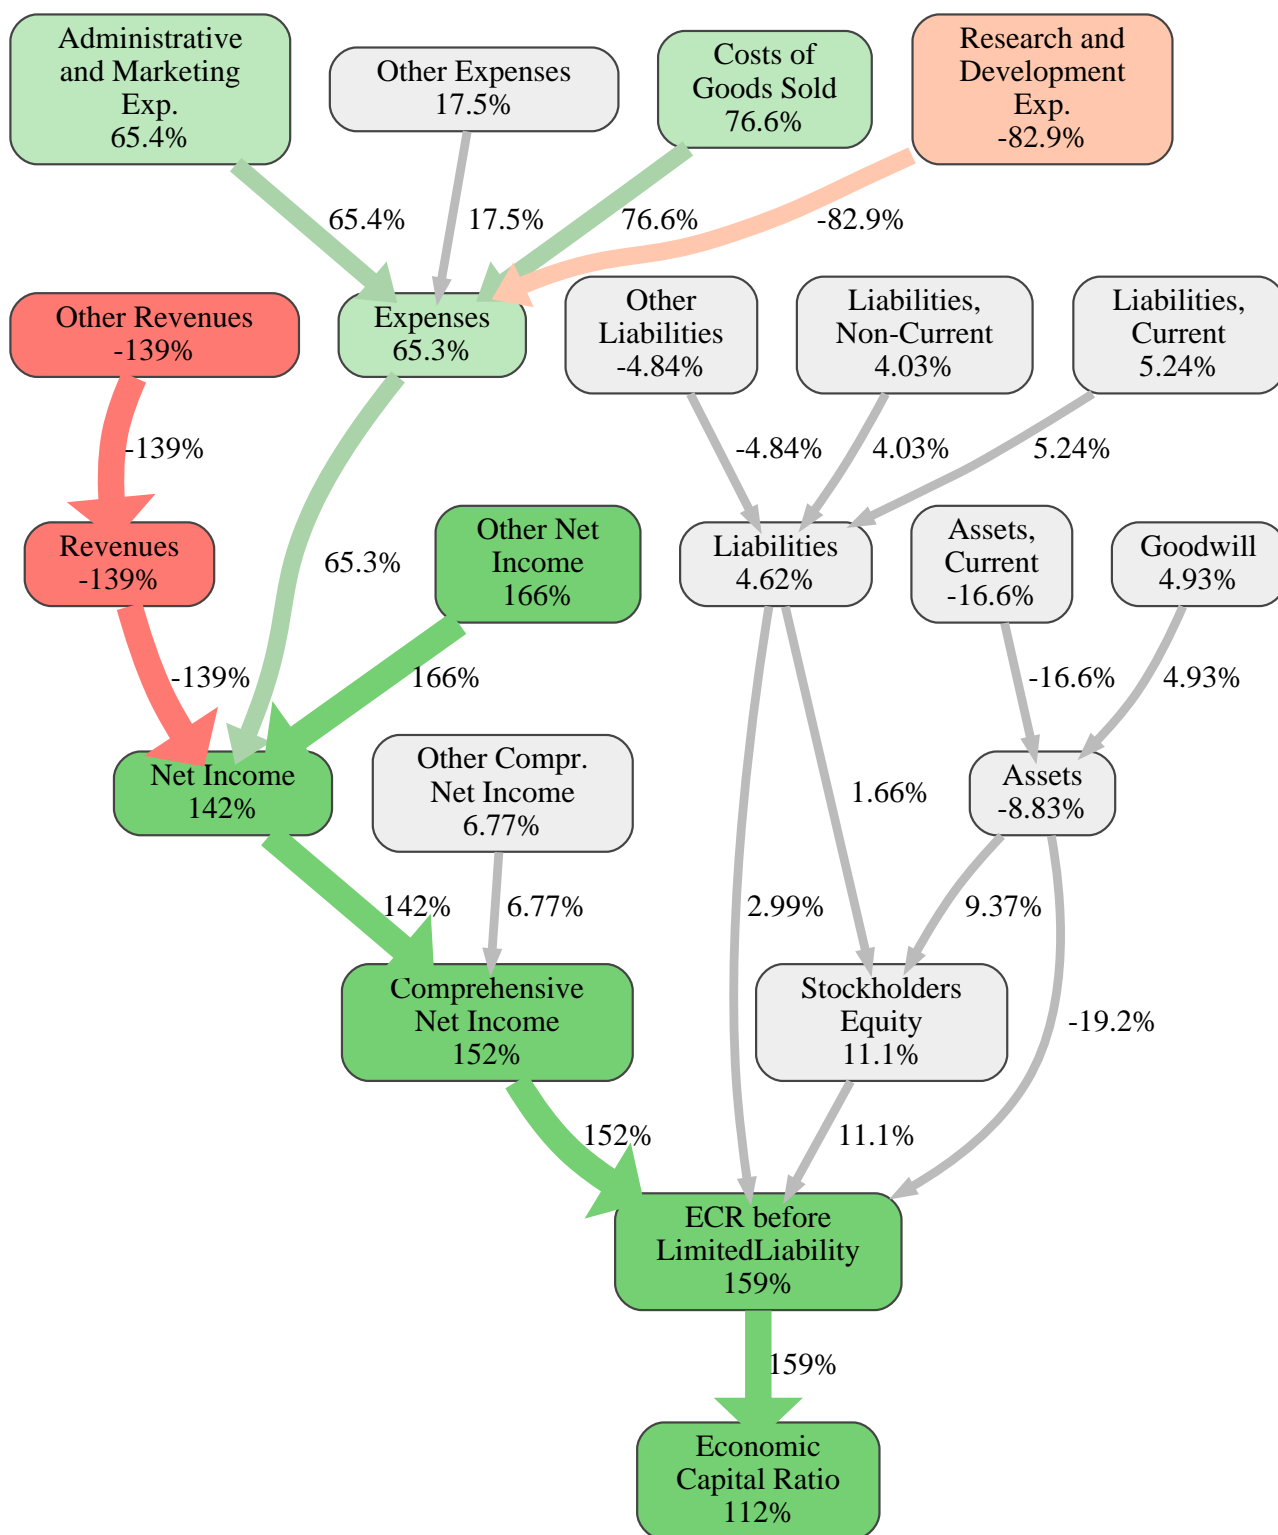 Administrative
and Marketing
Exp.
65.4%
Other Expenses
17.5%
Costs of
Goods Sold
76.6%
Research and
Development
Exp.
-82.9%
65.4%
17.5%
76.6%
-82.9%
Other Revenues
-139%
Expenses
65.3%
Other
Liabilities
-4.84%
Liabilities,
Non-Current
4.03%
Liabilities,
Current
5.24%
-139%
-4.84%
4.03%
5.24%
Revenues
-139%
65.3%
Other Net
Income
166%
Liabilities
4.62%
Assets,
Current
-16.6%
Goodwill
4.93%
-139%
166%
-16.6%
4.93%
Net Income
142%
Other Compr.
Net Income
6.77%
1.66%
Assets
-8.83%
142%
6.77%
2.99%
9.37%
Comprehensive
Net Income
152%
Stockholders
Equity
11.1%
-19.2%
152%
11.1%
ECR before
LimitedLiability
159%
159%
Economic
Capital Ratio
112%